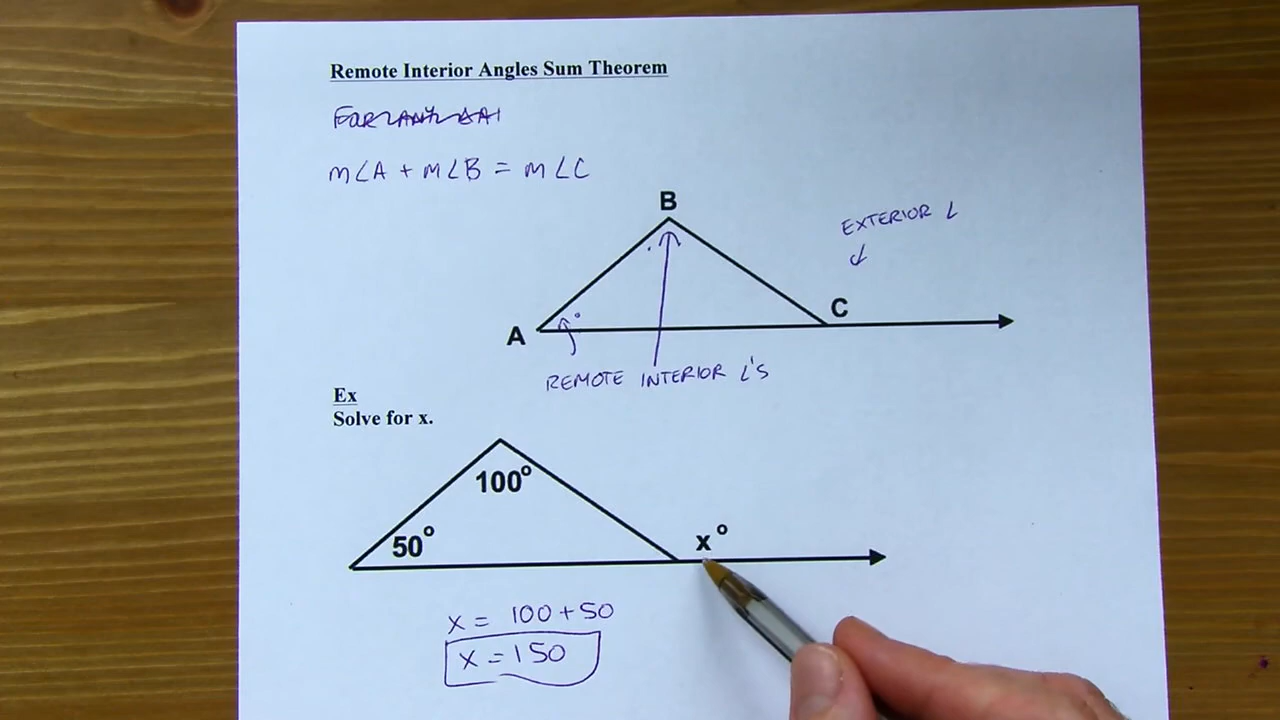 Remote Interior Angles Sum Theorem
m∠A + m∠B = m∠C
B
EXTERIOR ∠
C
A
REMOTE INTERIOR ∠'S
Ex
Solve for x.
100°
50°
x°
x = 100 + 50
x = 150